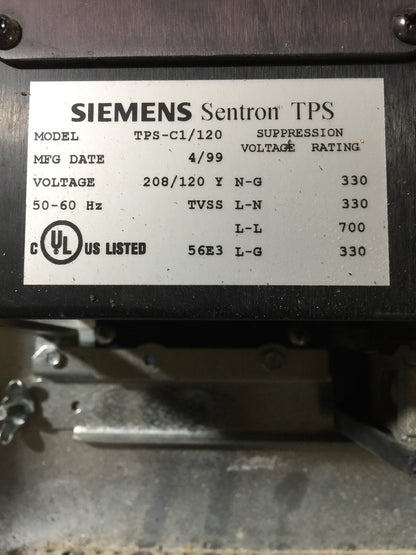 SIEMENS Sentron TPS
MODEL TPS-C1/120 SUPPRESSION
VOLTAGE RATING
MFG DATE 4/99
VOLTAGE 208/120 Y N-G 330
50-60 Hz TVSS L-N 330
L-L 700
C UL US LISTED 56E3 L-G 330